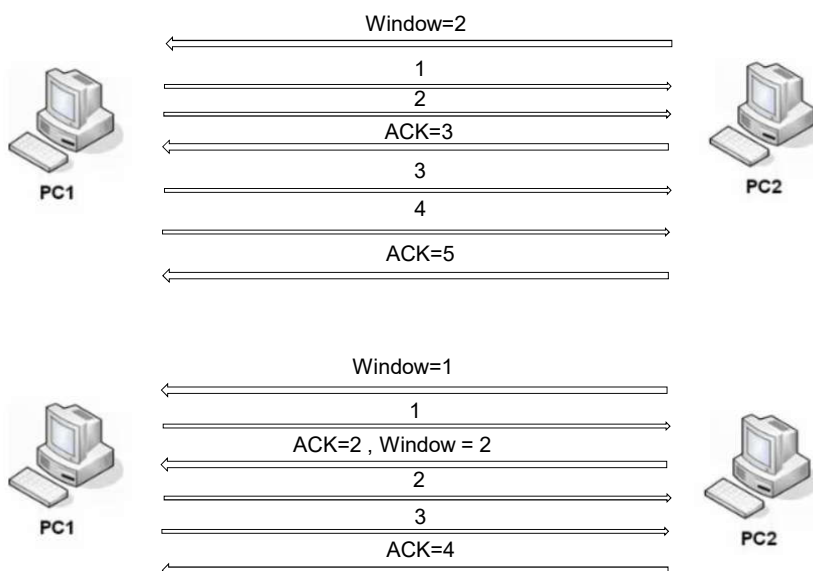 Window=2
1
2
ACK=3
3
4
ACK=5
PC1
PC2
Window=1
1
ACK=2 , Window = 2
2
3
ACK=4
PC1
PC2